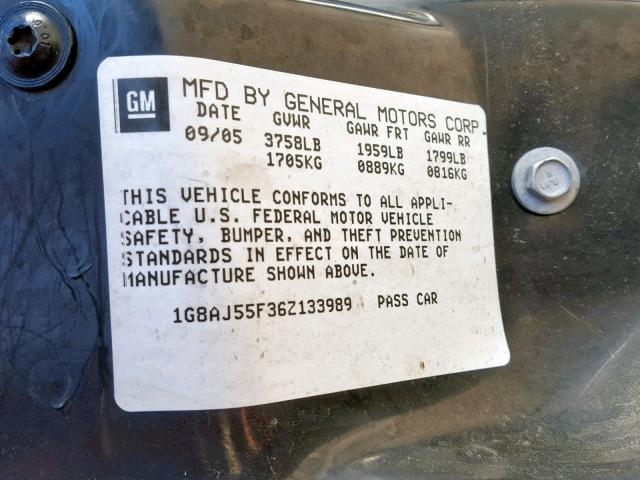 GM
MFD BY GENERAL MOTORS CORP.
DATE GVWR GAWR FRT GAWR RR
09/05 3758LB 1959LB 1799LB
1705KG 0889KG 0816KG
THIS VEHICLE CONFORMS TO ALL APPLI-
CABLE U.S. FEDERAL MOTOR VEHICLE
SAFETY, BUMPER, AND THEFT PREVENTION
STANDARDS IN EFFECT ON THE DATE OF
MANUFACTURE SHOWN ABOVE.
1G8AJ55F36Z133989 PASS CAR